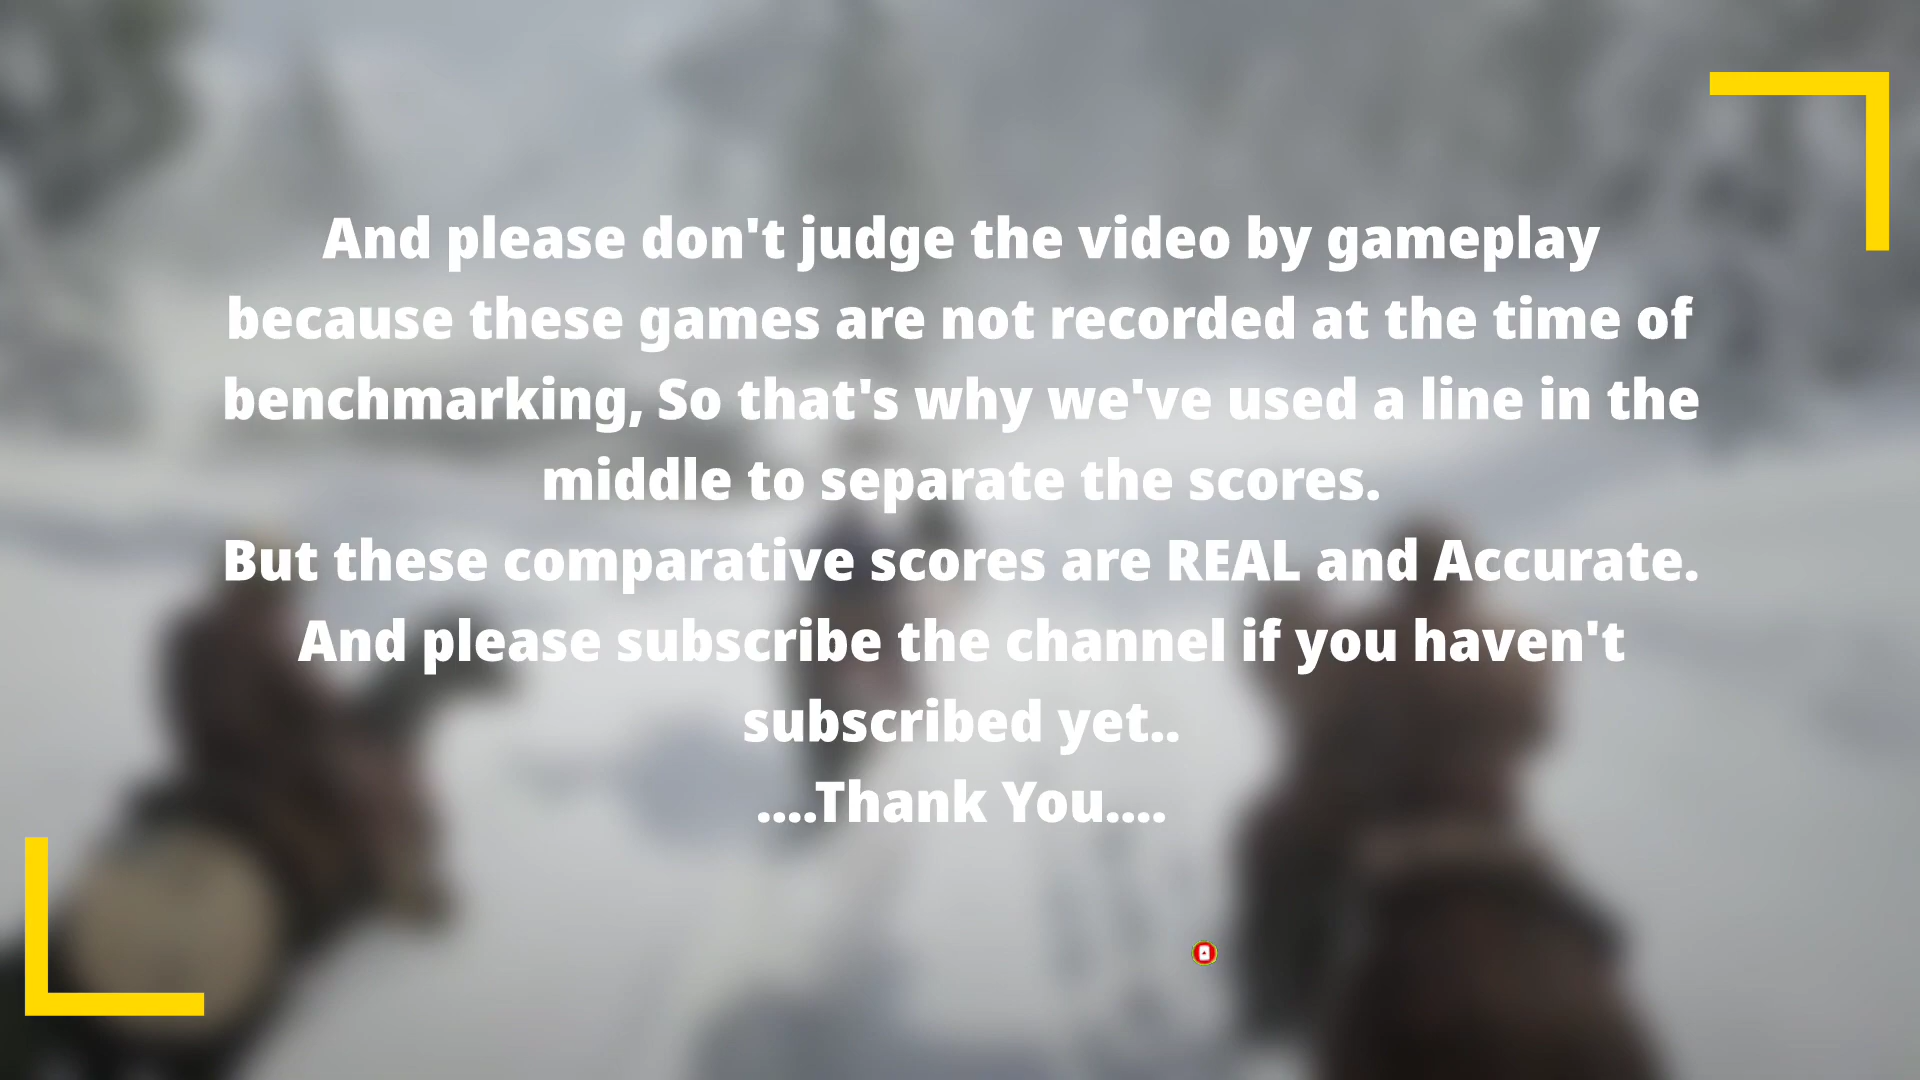 And please don't judge the video by gameplay
because these games are not recorded at the time of
benchmarking, So that's why we've used a line in the
middle to separate the scores.
But these comparative scores are REAL and Accurate.
And please subscribe the channel if you haven't
subscribed yet..
....Thank You....